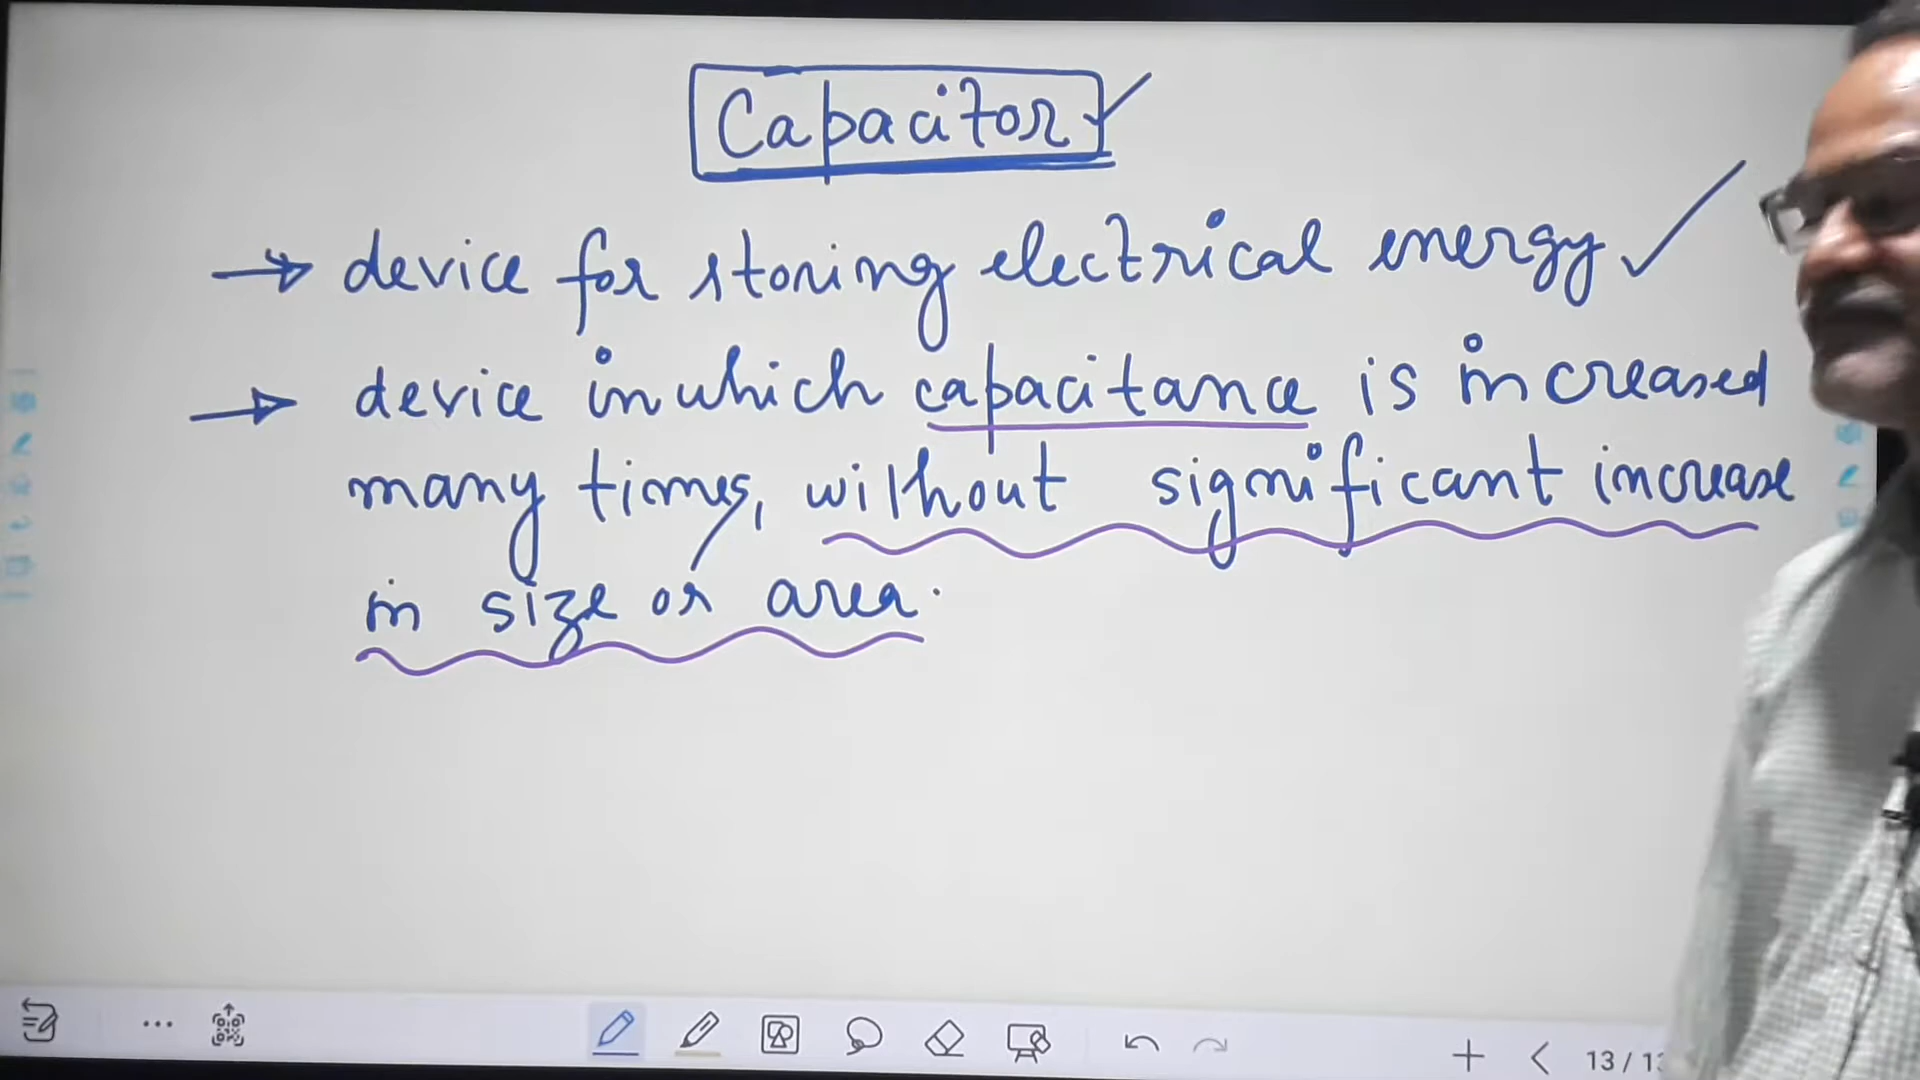 Capacitor
device for storing electrical energy
device in which capacitance is increased
many times, without significant increase
in size or area.
13/13